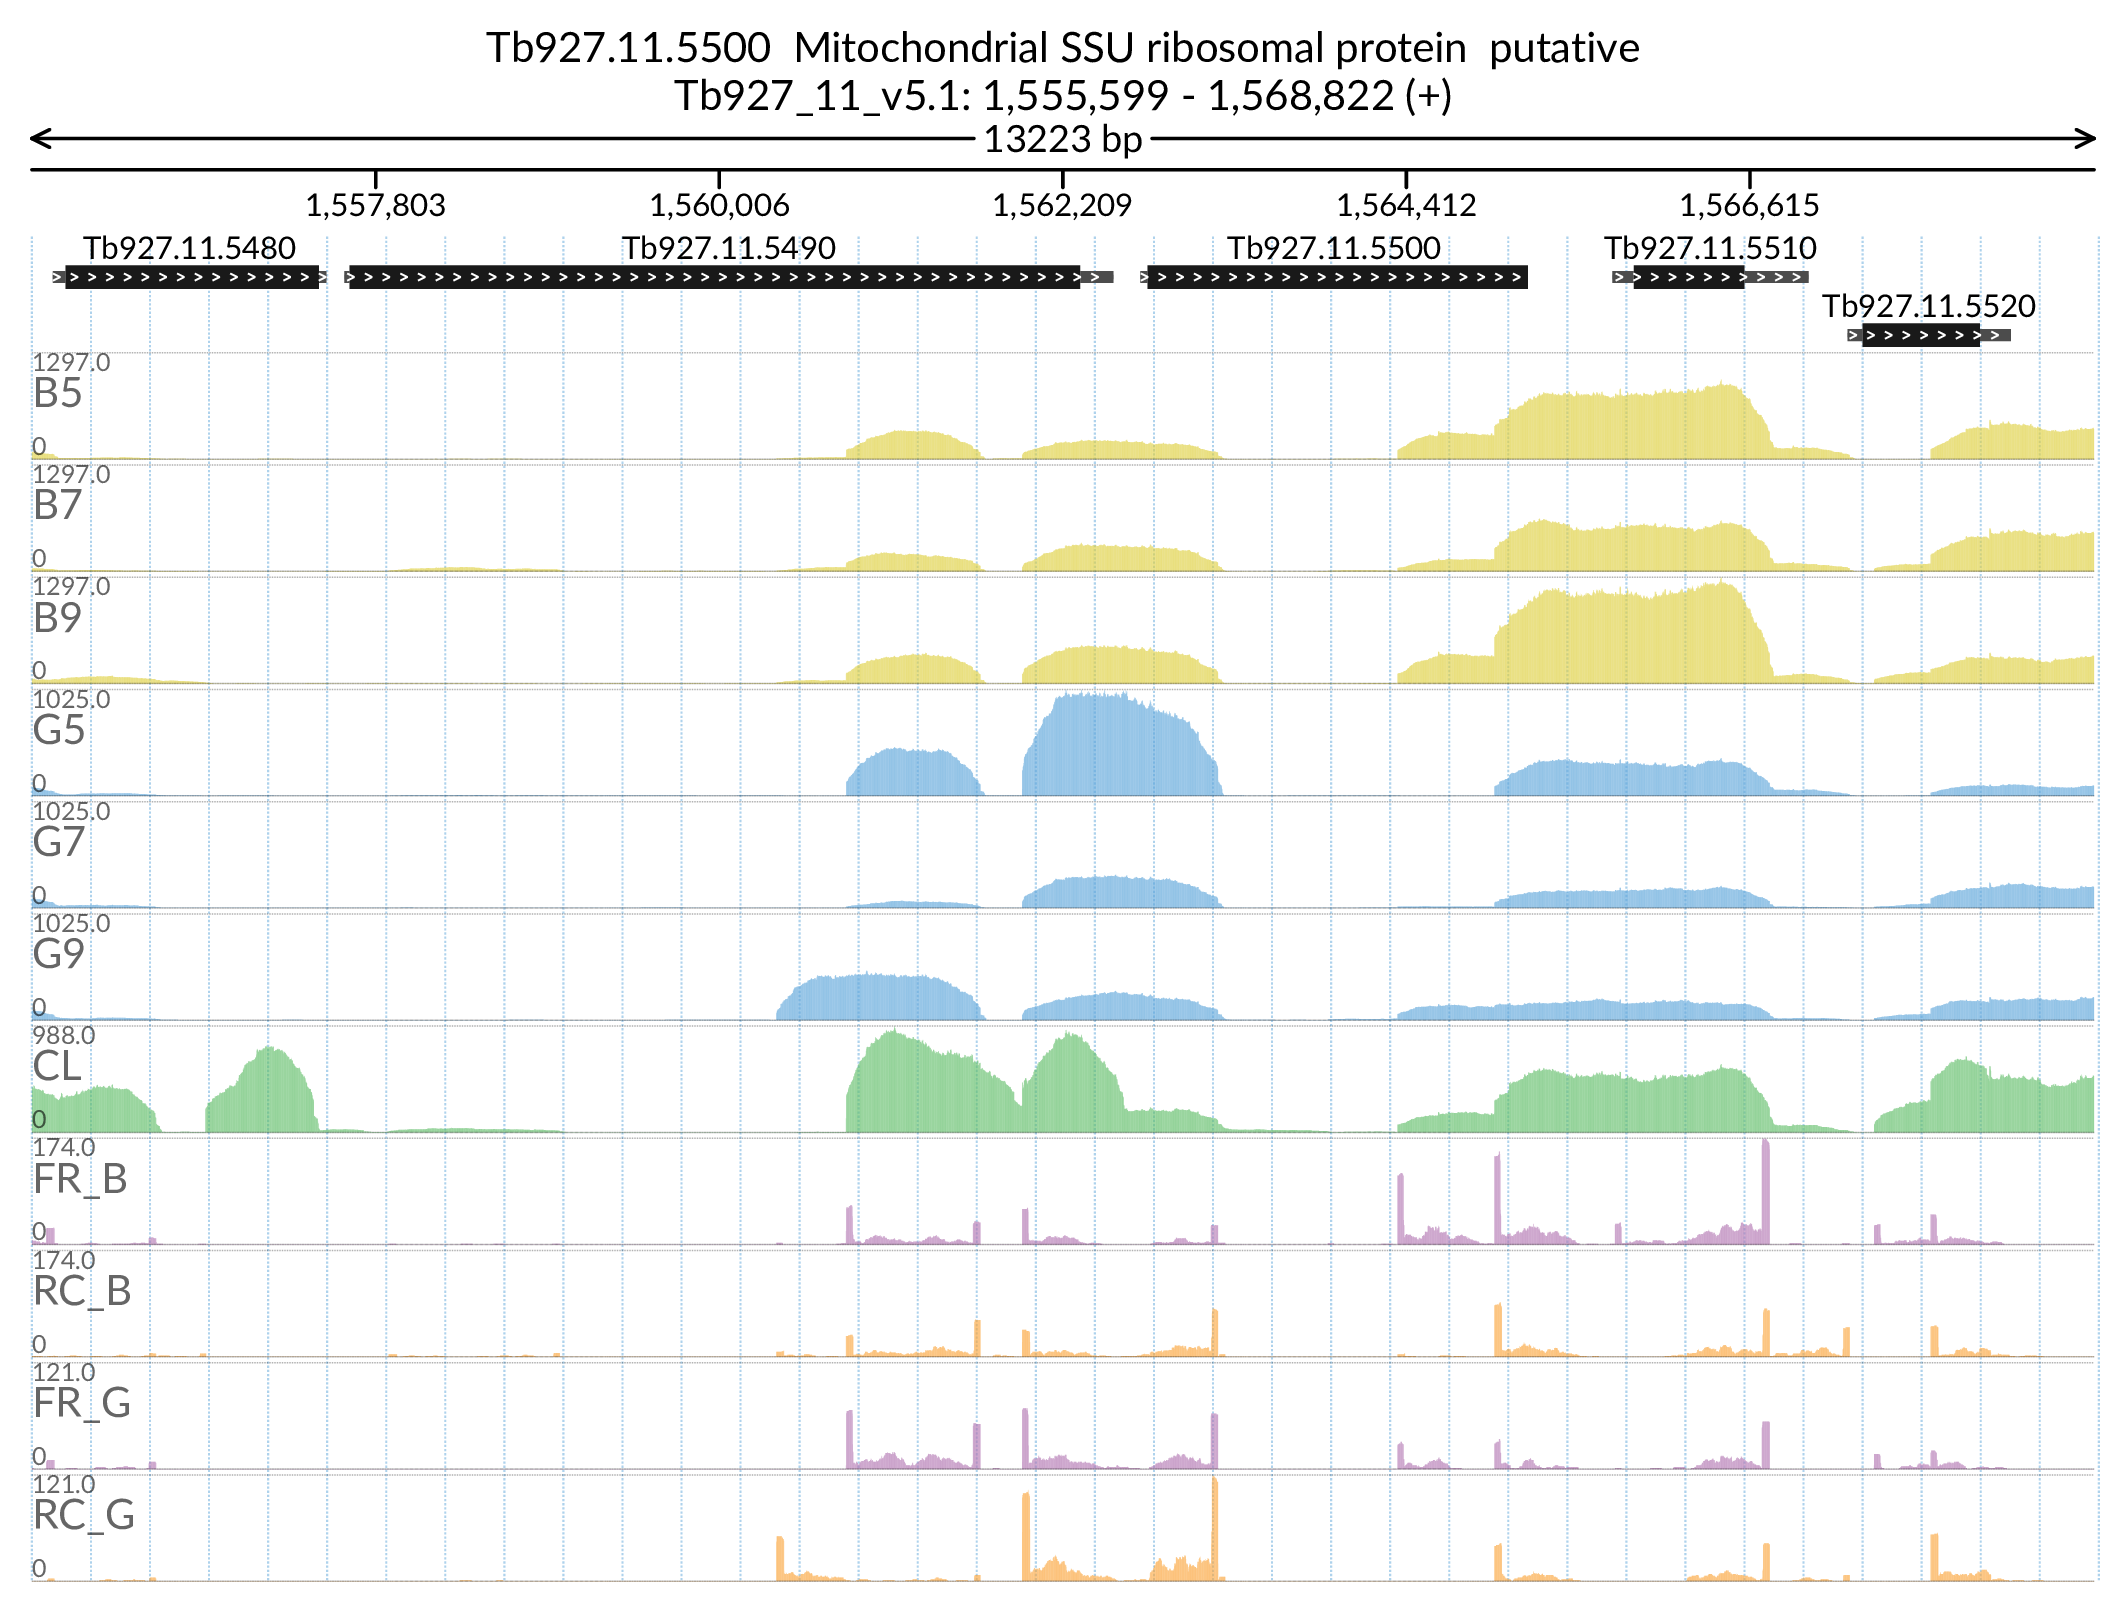 Tb927.11.5500 Mitochondrial SSU ribosomal protein putative
Tb927_11_v5.1: 1,555,599 - 1,568,822 (+)
13223 bp
1,557,803 1,560,006 1,562,209 1,564,412 1,566,615
Tb927.11.5480 Tb927.11.5490 Tb927.11.5500 Tb927.11.5510
Tb927.11.5520
1297.0
B5
0
1297.0
B7
0
1297.0
B9
0
1025.0
G5
0
1025.0
G7
0
1025.0
G9
0
988.0
CL
0
174.0
FR_B
0
174.0
RC_B
0
121.0
FR_G
0
121.0
RC_G
0